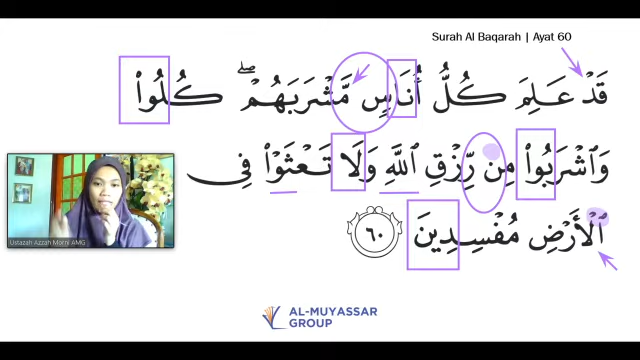 Surah Al Baqarah | Ayat 60
قَدْ عَلِمَ كُلُّ أُنَاسٍ مَّشْرَبَهُمْ ۖ كُلُوا۟
وَٱشْرَبُوا۟ مِن رِّزْقِ ٱللَّهِ وَلَا تَعْثَوْا۟ فِى
ٱلْأَرْضِ مُفْسِدِينَ ٦٠
Ustazah Azzah Morni AMG
AL-MUYASSAR
GROUP